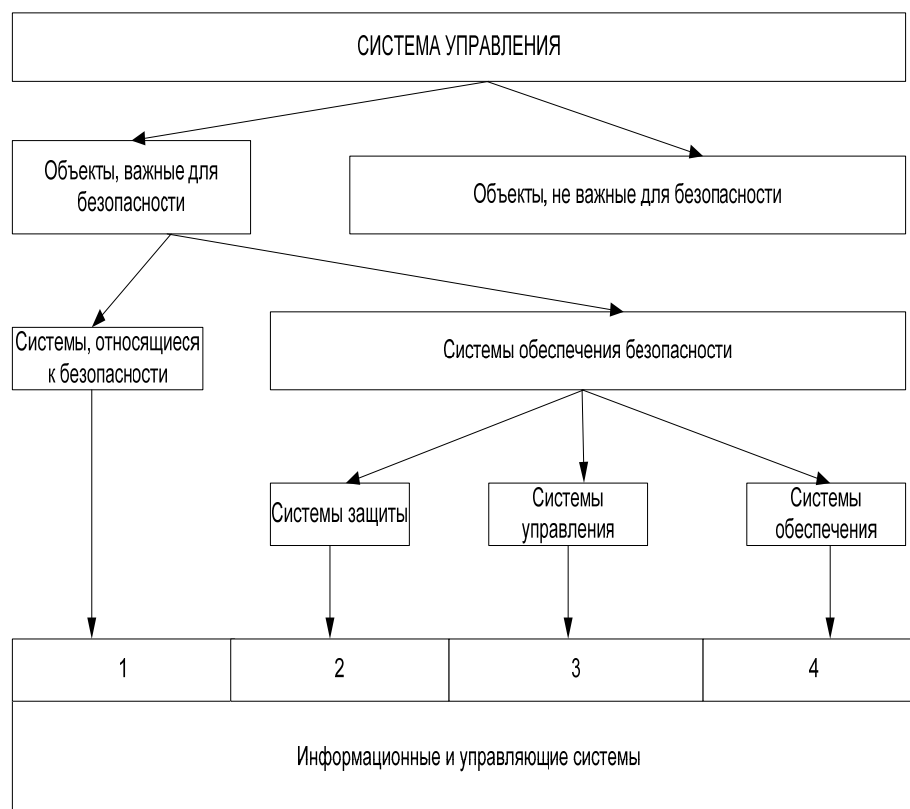 СИСТЕМА УПРАВЛЕНИЯ
Объекты, важные для
безопасности
Объекты, не важные для безопасности
Системы, относящиеся
к безопасности
Системы обеспечения безопасности
Системы защиты
Системы
управления
Системы
обеспечения
1
2
3
4
Информационные и управляющие системы